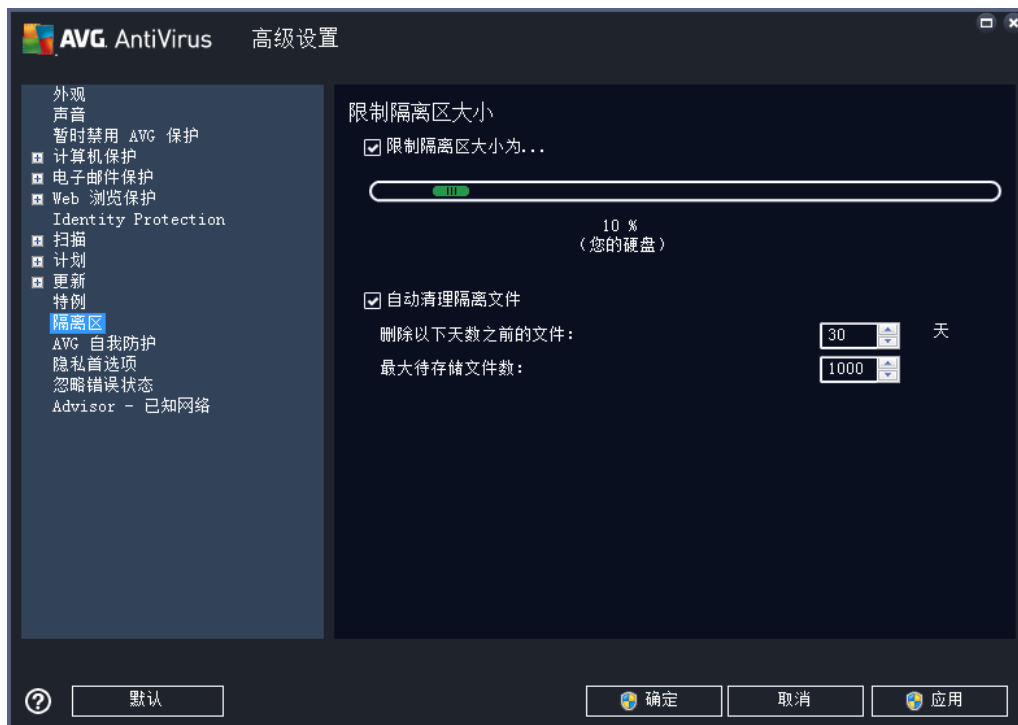 AVG. AntiVirus 高级设置
外观
声音
暂时禁用 AVG 保护
计算机保护
电子邮件保护
Web 浏览保护
Identity Protection
扫描
计划
更新
特例
隔离区
AVG 自我防护
隐私首选项
忽略错误状态
Advisor - 已知网络
限制隔离区大小
限制隔离区大小为...
10 %
(您的硬盘)
自动清理隔离文件
删除以下天数之前的文件: 30 天
最大待存储文件数: 1000
默认 确定 取消 应用